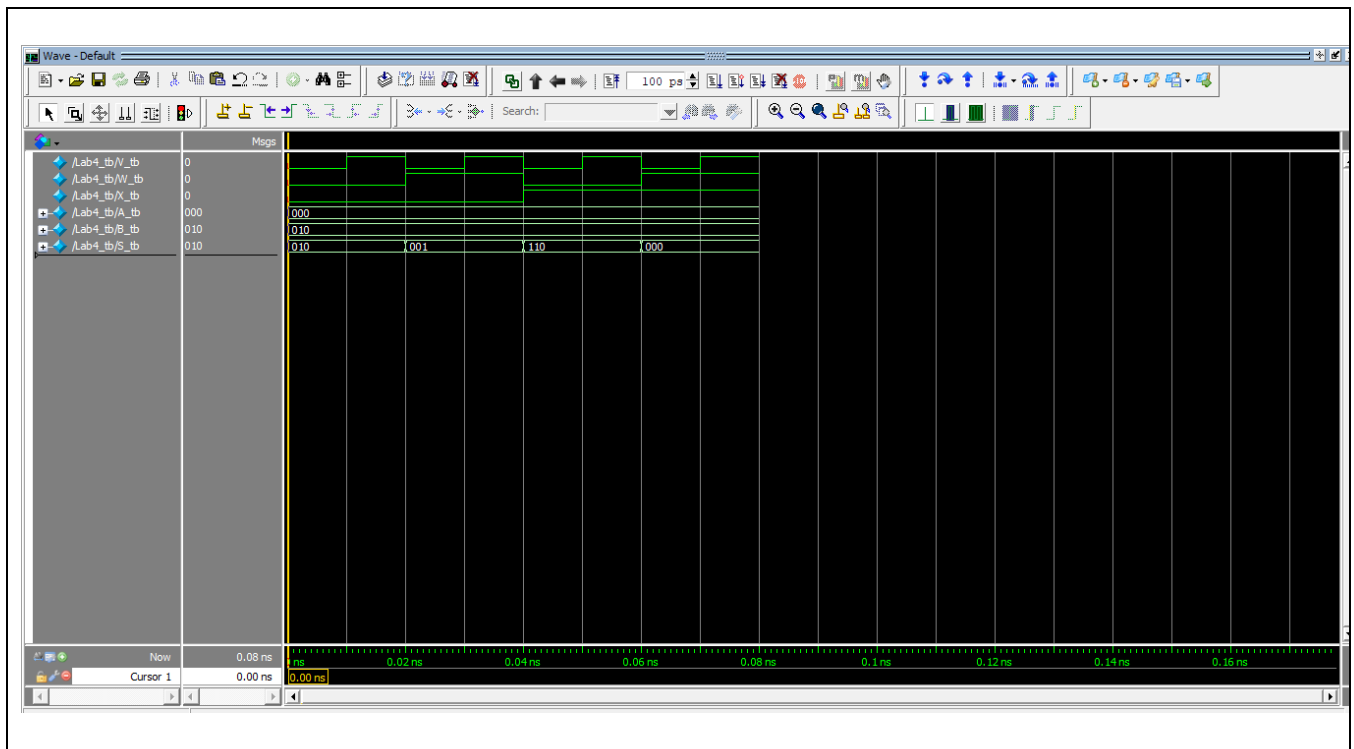 Wave - Default
100 ps
Search:
Msgs
/Lab4_tb/V_tb 0
/Lab4_tb/W_tb 0
/Lab4_tb/X_tb 0
/Lab4_tb/A_tb 000 000
/Lab4_tb/B_tb 010 010
/Lab4_tb/S_tb 010 010 001 110 000
Now 0.08 ns ns 0.02 ns 0.04 ns 0.06 ns 0.08 ns 0.1 ns 0.12 ns 0.14 ns 0.16 ns
Cursor 1 0.00 ns 0.00 ns